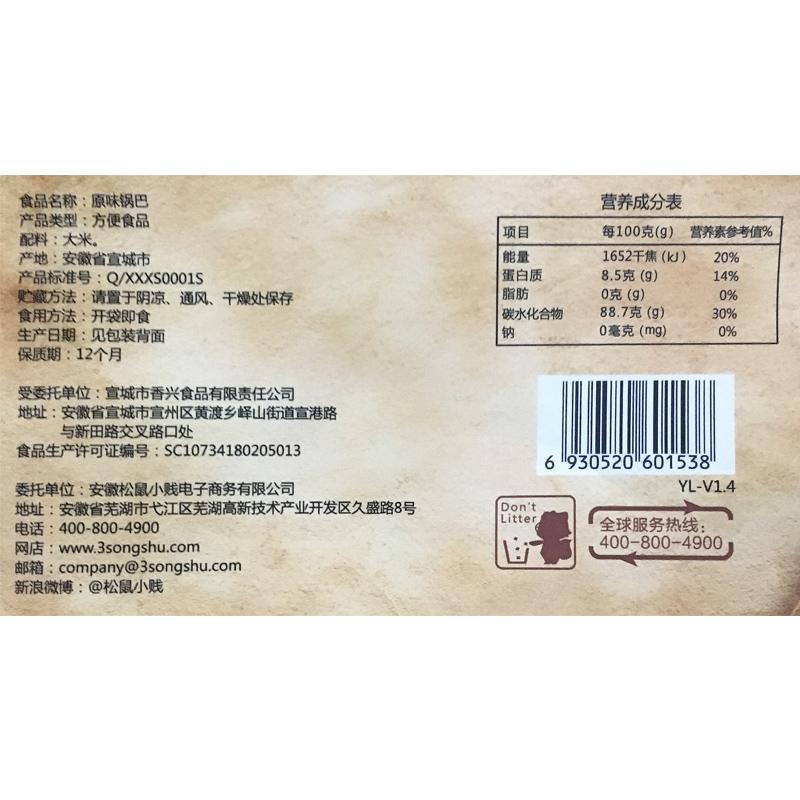 食品名称：原味锅巴
产品类型：方便食品
配料：大米。
产地：安徽省宣城市
产品标准号：Q/XXXS0001S
贮藏方法：请置于阴凉、通风、干燥处保存
食用方法：开袋即食
生产日期：见包装背面
保质期：12个月
受委托单位：宣城市香兴食品有限责任公司
地址：安徽省宣城市宣州区黄渡乡峄山街道宣港路
与新田路交叉路口处
食品生产许可证编号：SC10734180205013
委托单位：安徽松鼠小贱电子商务有限公司
地址：安徽省芜湖市弋江区芜湖高新技术产业开发区久盛路8号
电话：400-800-4900
网店：www.3songshu.com
邮箱：company@3songshu.com
新浪微博：@松鼠小贱
营养成分表
项目 每100克(g) 营养素参考值%
能量 1652千焦(kJ) 20%
蛋白质 8.5克(g) 14%
脂肪 0克(g) 0%
碳水化合物 88.7克(g) 30%
钠 0毫克(mg) 0%
6 930520 601538
YL-V1.4
Don't
Litter
全球服务热线：
400-800-4900